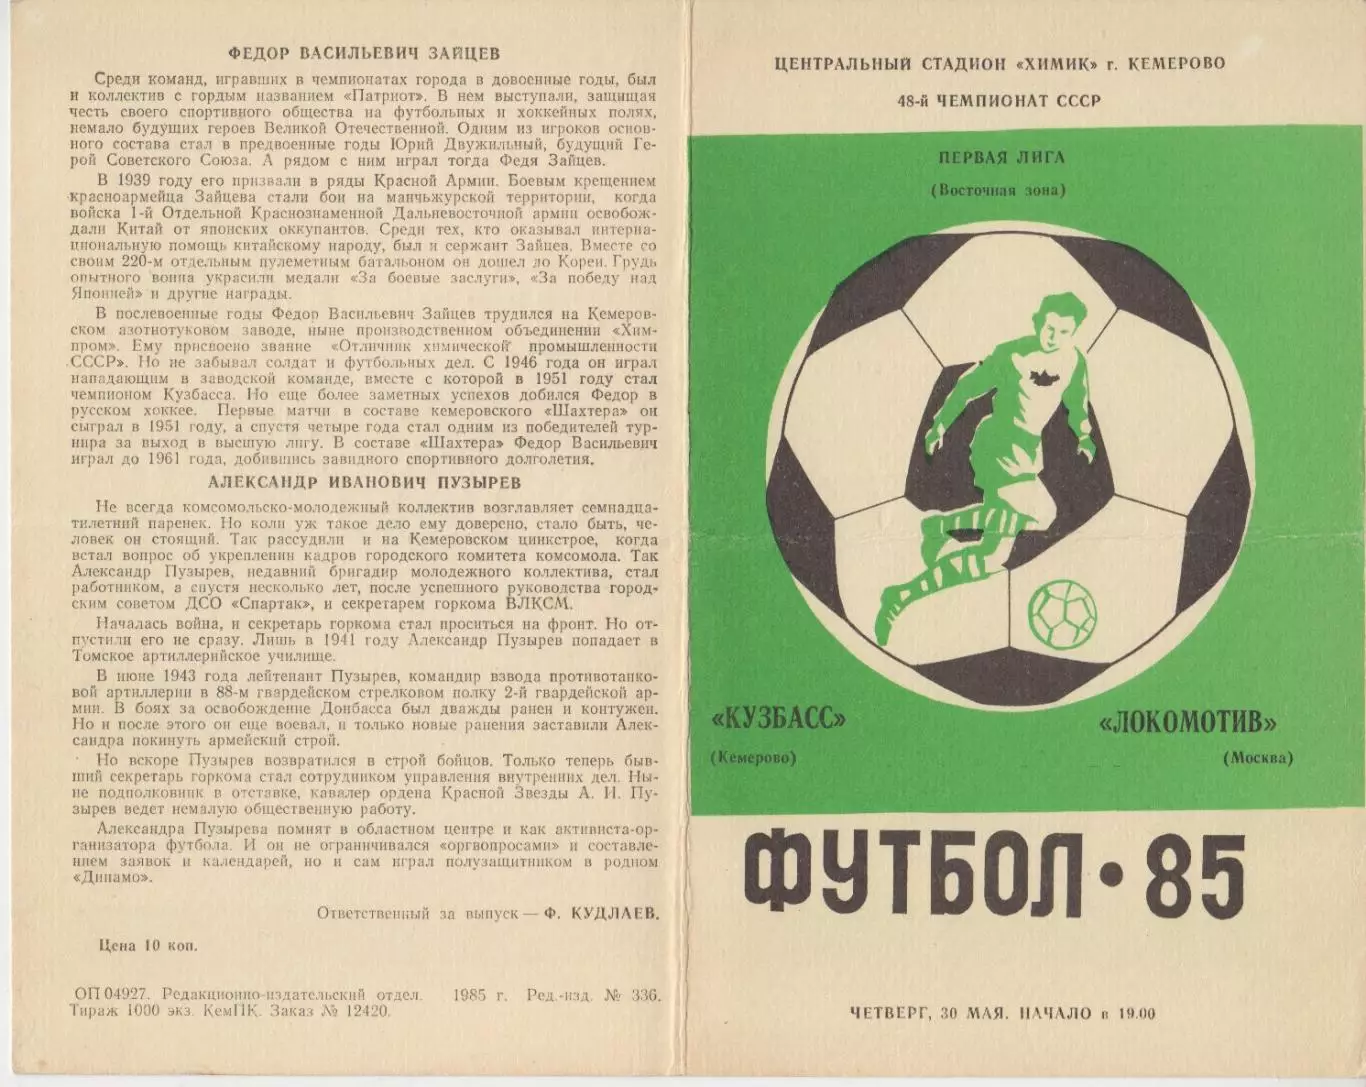 ФЕДОР ВАСИЛЬЕВИЧ ЗАЙЦЕВ
Среди команд, игравших в чемпионатах города в довоенные годы, был
и коллектив с гордым названием «Патриот». В нем выступали, защищая
честь своего спортивного общества на футбольных и хоккейных полях,
немало будущих героев Великой Отечественной. Одним из игроков основ-
ного состава стал в предвоенные годы Юрий Двужильный, будущий Ге-
рой Советского Союза. А рядом с ним играл тогда Федя Зайцев.
В 1939 году его призвали в ряды Красной Армии. Боевым крещением
красноармейца Зайцева стали бои на манчьжурской территории, когда
войска 1-й Отдельной Краснознаменной Дальневосточной армии освобож-
дали Китай от японских оккупантов. Среди тех, кто оказывал интерна-
циональную помощь китайскому народу, был и сержант Зайцев. Вместе со
своим 220-м отдельным пулеметным батальоном он дошел до Кореи. Грудь
опытного воина украсили медали «За боевые заслуги», «За победу над
Японией» и другие награды.
В послевоенные годы Федор Васильевич Зайцев трудился на Кемеров-
ском азотнотуковом заводе, ныне производственном объединении «Хим-
пром». Ему присвоено звание «Отличник химической промышленности
СССР». Но не забывал солдат и футбольных дел. С 1946 года он играл
нападающим в заводской команде, вместе с которой в 1951 году стал
чемпионом Кузбасса. Но еще более заметных успехов добился Федор в
русском хоккее. Первые матчи в составе кемеровского «Шахтера» он
сыграл в 1951 году, а спустя четыре года стал одним из победителей тур-
нира за выход в высшую лигу. В составе «Шахтера» Федор Васильевич
играл до 1961 года, добившись завидного спортивного долголетия.
АЛЕКСАНДР ИВАНОВИЧ ПУЗЫРЕВ
Не всегда комсомольско-молодежный коллектив возглавляет семнадца-
тилетний паренек. Но коли уж такое дело ему доверено, стало быть, че-
ловек он стоящий. Так рассудили и на Кемеровском цинкстрое, когда
встал вопрос об укреплении кадров городского комитета комсомола. Так
Александр Пузырев, недавний бригадир молодежного коллектива, стал
работником, а спустя несколько лет, после успешного руководства город-
ским советом ДСО «Спартак», и секретарем горкома ВЛКСМ.
Началась война, и секретарь горкома стал проситься на фронт. Но от-
пустили его не сразу. Лишь в 1941 году Александр Пузырев попадает в
Томское артиллерийское училище.
В июне 1943 года лейтенант Пузырев, командир взвода противотанко-
вой артиллерии в 88-м гвардейском стрелковом полку 2-й гвардейской ар-
мии. В боях за освобождение Донбасса был дважды ранен и контужен.
Но и после этого он еще воевал, и только новые ранения заставили Алек-
сандра покинуть армейский строй.
Но вскоре Пузырев возвратился в строй бойцов. Только теперь быв-
ший секретарь горкома стал сотрудником управления внутренних дел. Ны-
не подполковник в отставке, кавалер ордена Красной Звезды А. И. Пу-
зырев ведет немалую общественную работу.
Александра Пузырева помнят в областном центре и как активиста-ор-
ганизатора футбола. И он не ограничивался «оргвопросами» и составле-
нием заявок и календарей, но и сам играл полузащитником в родном
«Динамо».
Ответственный за выпуск — Ф. КУДЛАЕВ.
Цена 10 коп.
ОП 04927. Редакционно-издательский отдел. 1985 г. Ред.-изд. № 336.
Тираж 1000 экз. КемПК. Заказ № 12420.
ЦЕНТРАЛЬНЫЙ СТАДИОН «ХИМИК» г. КЕМЕРОВО
48-й ЧЕМПИОНАТ СССР
ПЕРВАЯ ЛИГА
(Восточная зона)
«КУЗБАСС» «ЛОКОМОТИВ»
(Кемерово) (Москва)
ФУТБОЛ • 85
ЧЕТВЕРГ, 30 МАЯ. НАЧАЛО в 19.00